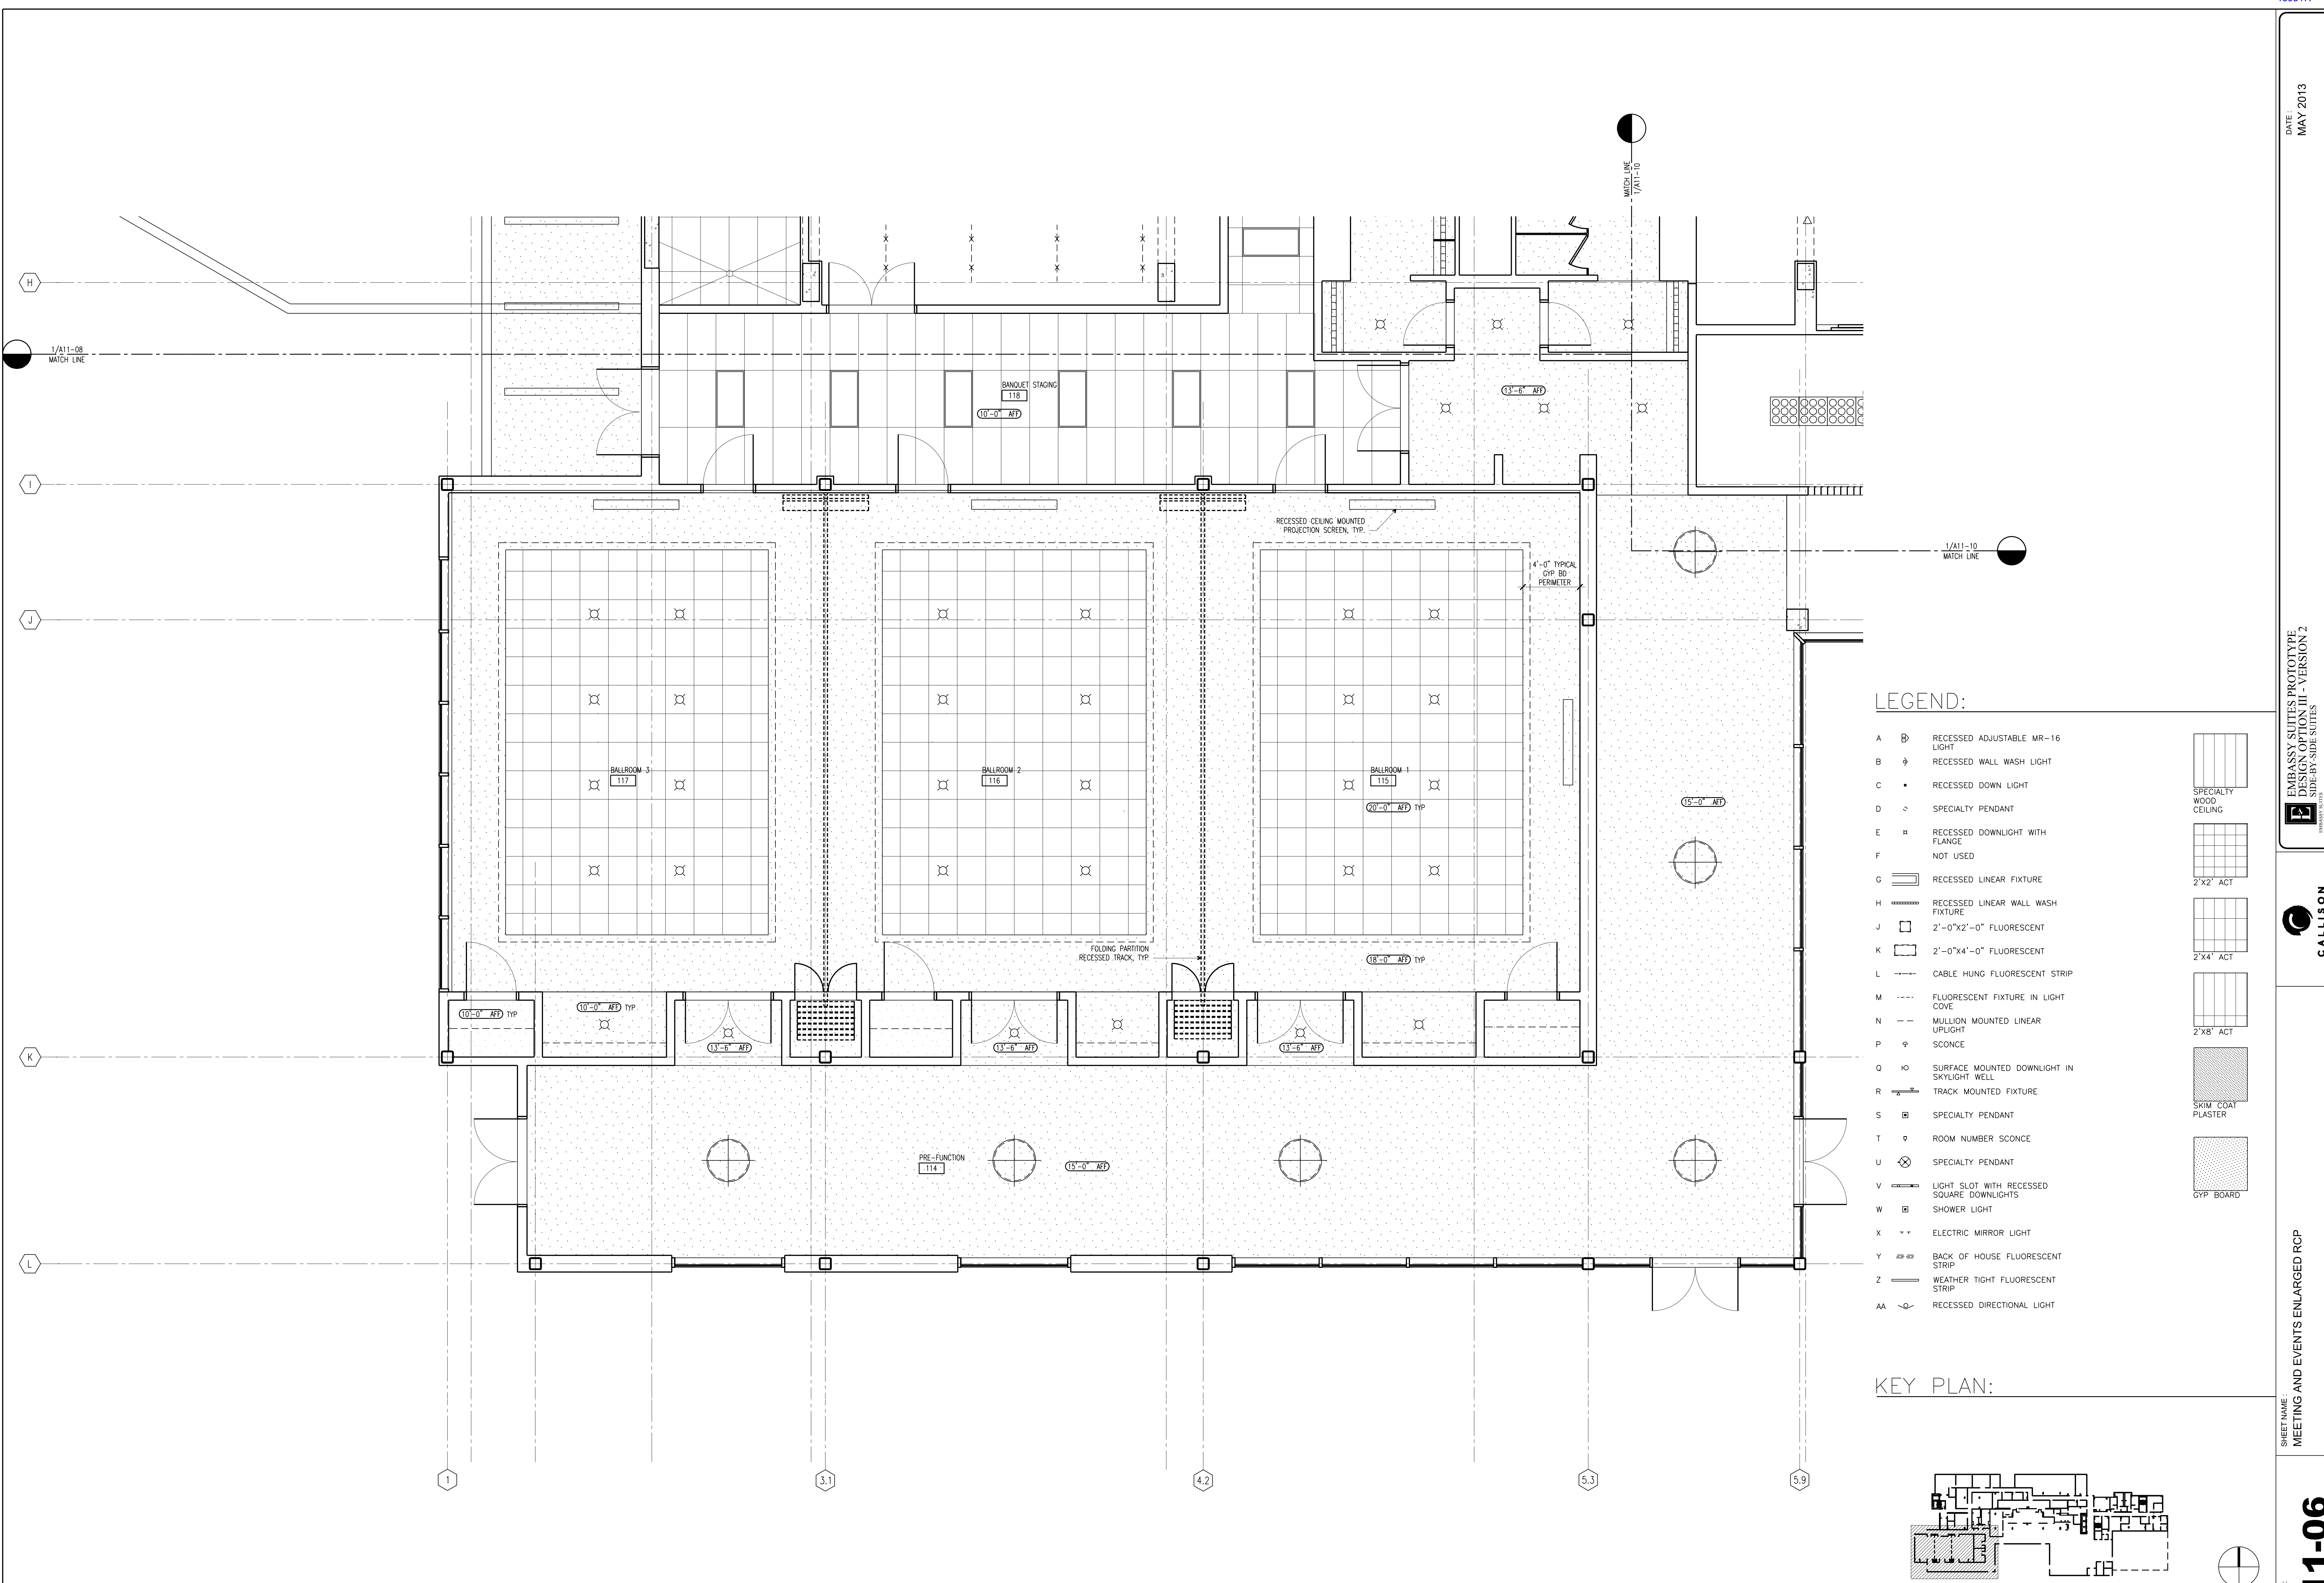 MATCH LINE
1/A11-10
H
1/A11-08
MATCH LINE
BANQUET STAGING
118
10'-0" AFF
13'-6" AFF
I
RECESSED CEILING MOUNTED
PROJECTION SCREEN, TYP.
1/A11-10
MATCH LINE
4'-0" TYPICAL
GYP BD
PERIMETER
J
BALLROOM 3
117
BALLROOM 2
116
BALLROOM 1
115
20'-0" AFF TYP
15'-0" AFF
FOLDING PARTITION
RECESSED TRACK, TYP
18'-0" AFF TYP
10'-0" AFF TYP
10'-0" AFF TYP
13'-6" AFF
13'-6" AFF
13'-6" AFF
K
PRE-FUNCTION
114
15'-0" AFF
L
1
3.1
4.2
5.3
5.9
LEGEND:
A RECESSED ADJUSTABLE MR-16
LIGHT
B RECESSED WALL WASH LIGHT
C RECESSED DOWN LIGHT
D SPECIALTY PENDANT
E RECESSED DOWNLIGHT WITH
FLANGE
F NOT USED
G RECESSED LINEAR FIXTURE
H RECESSED LINEAR WALL WASH
FIXTURE
J 2'-0"X2'-0" FLUORESCENT
K 2'-0"X4'-0" FLUORESCENT
L CABLE HUNG FLUORESCENT STRIP
M FLUORESCENT FIXTURE IN LIGHT
COVE
N MULLION MOUNTED LINEAR
UPLIGHT
P SCONCE
Q SURFACE MOUNTED DOWNLIGHT IN
SKYLIGHT WELL
R TRACK MOUNTED FIXTURE
S SPECIALTY PENDANT
T ROOM NUMBER SCONCE
U SPECIALTY PENDANT
V LIGHT SLOT WITH RECESSED
SQUARE DOWNLIGHTS
W SHOWER LIGHT
X ELECTRIC MIRROR LIGHT
Y BACK OF HOUSE FLUORESCENT
STRIP
Z WEATHER TIGHT FLUORESCENT
STRIP
AA RECESSED DIRECTIONAL LIGHT
SPECIALTY
WOOD
CEILING
2'X2' ACT
2'X4' ACT
2'X8' ACT
SKIM COAT
PLASTER
GYP BOARD
KEY PLAN:
DATE :
MAY 2013
EMBASSY SUITES PROTOTYPE
DESIGN OPTION III - VERSION 2
SIDE-BY-SIDE SUITES
E
EMBASSY SUITES
CALLISON
SHEET NAME :
MEETING AND EVENTS ENLARGED RCP
11-06